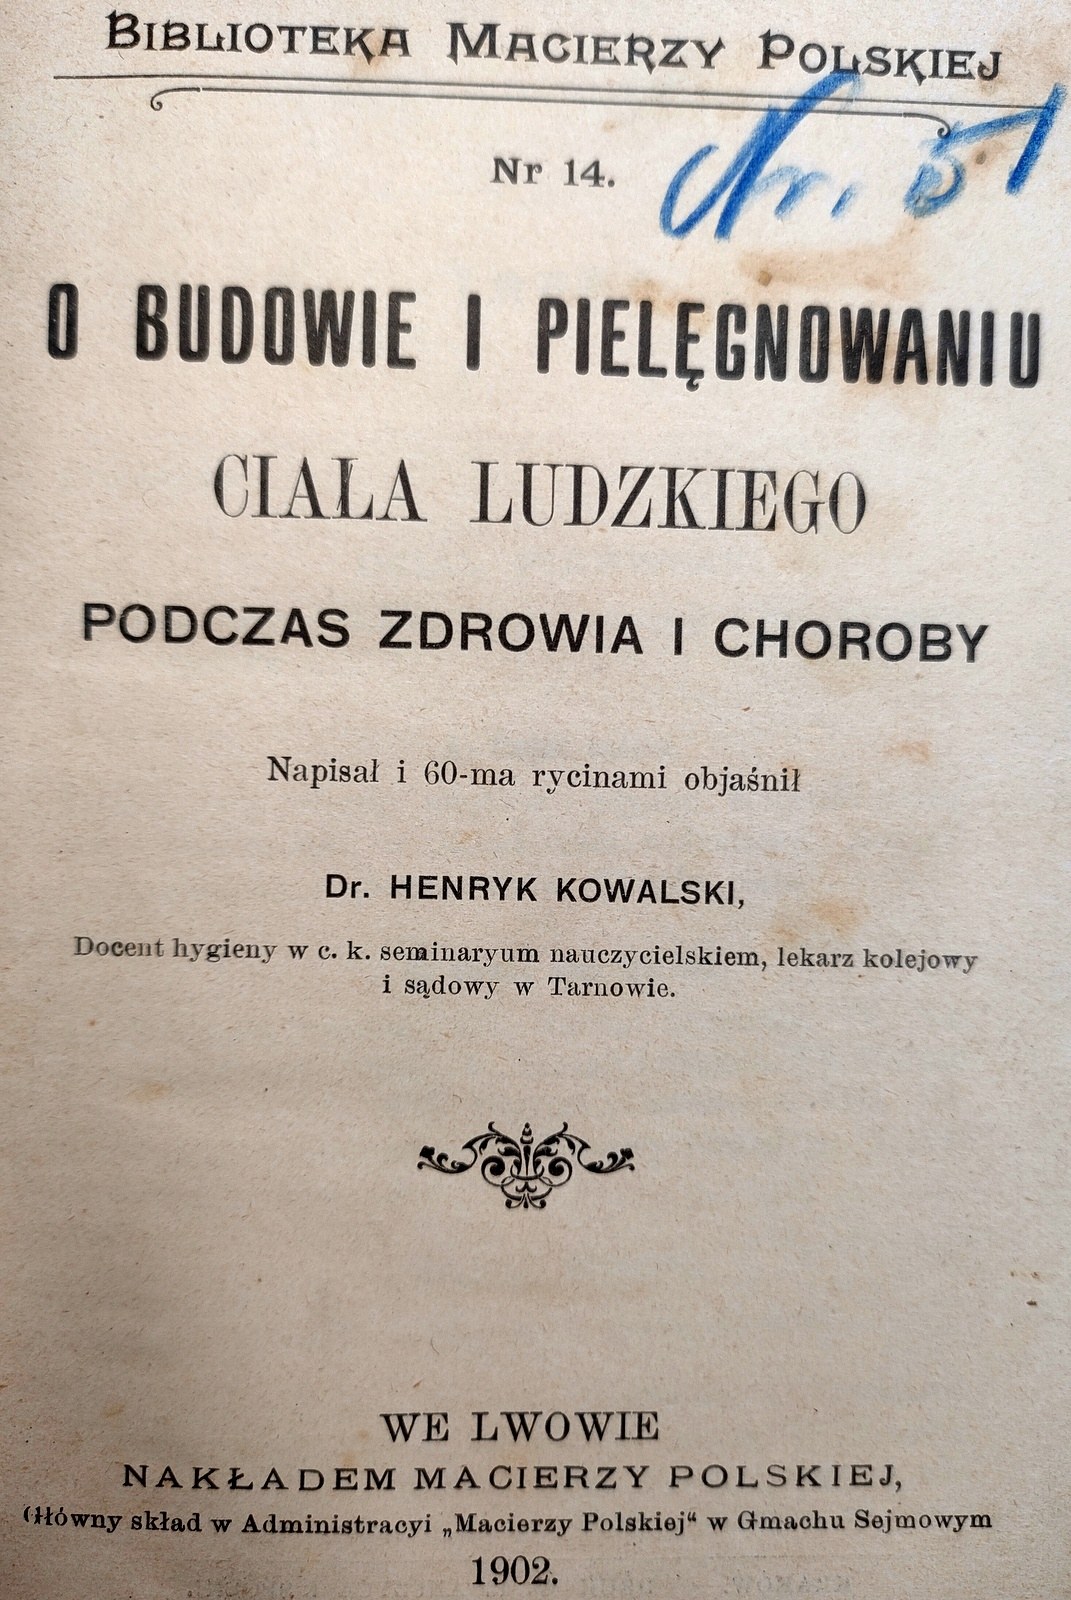 BIBLIOTEKA MACIERZY POLSKIEJ
Nr 14.
Nr. 51
O BUDOWIE I PIELĘGNOWANIU
CIAŁA LUDZKIEGO
PODCZAS ZDROWIA I CHOROBY
Napisał i 60-ma rycinami objaśnił
Dr. HENRYK KOWALSKI,
Docent hygieny w c. k. seminaryum nauczycielskiem, lekarz kolejowy
i sądowy w Tarnowie.
WE LWOWIE
NAKŁADEM MACIERZY POLSKIEJ,
Główny skład w Administracyi „Macierzy Polskiej“ w Gmachu Sejmowym
1902.